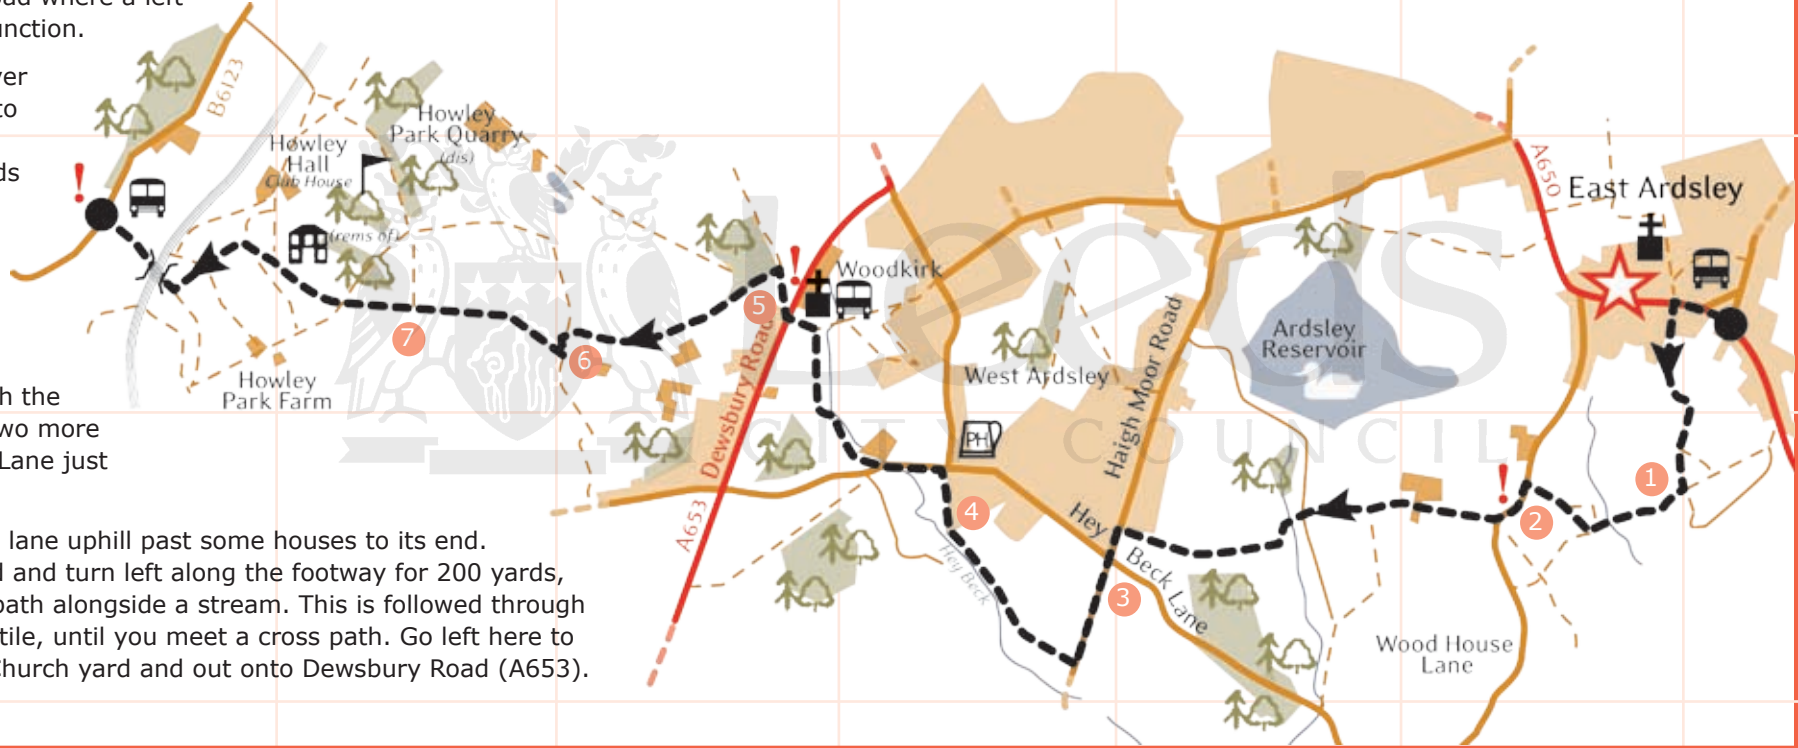 oad where a left
unction.
ver
to
ds
h the
wo more
Lane just
lane uphill past some houses to its end.
l and turn left along the footway for 200 yards,
path alongside a stream. This is followed through
tile, until you meet a cross path. Go left here to
Church yard and out onto Dewsbury Road (A653).
B6123
!
Howley
Hall
Club House
Howley
Park Quarry
(dis)
(rems of)
Howley
Park Farm
7
6
5
!
Woodkirk
Dewsbury Road
A653
West Ardsley
PH
Haigh Moor Road
4
Hey Beck
Hey
Beck Lane
3
Ardsley
Reservoir
A650
East Ardsley
!
2
1
Wood House
Lane
Leeds
CITY COUNCIL